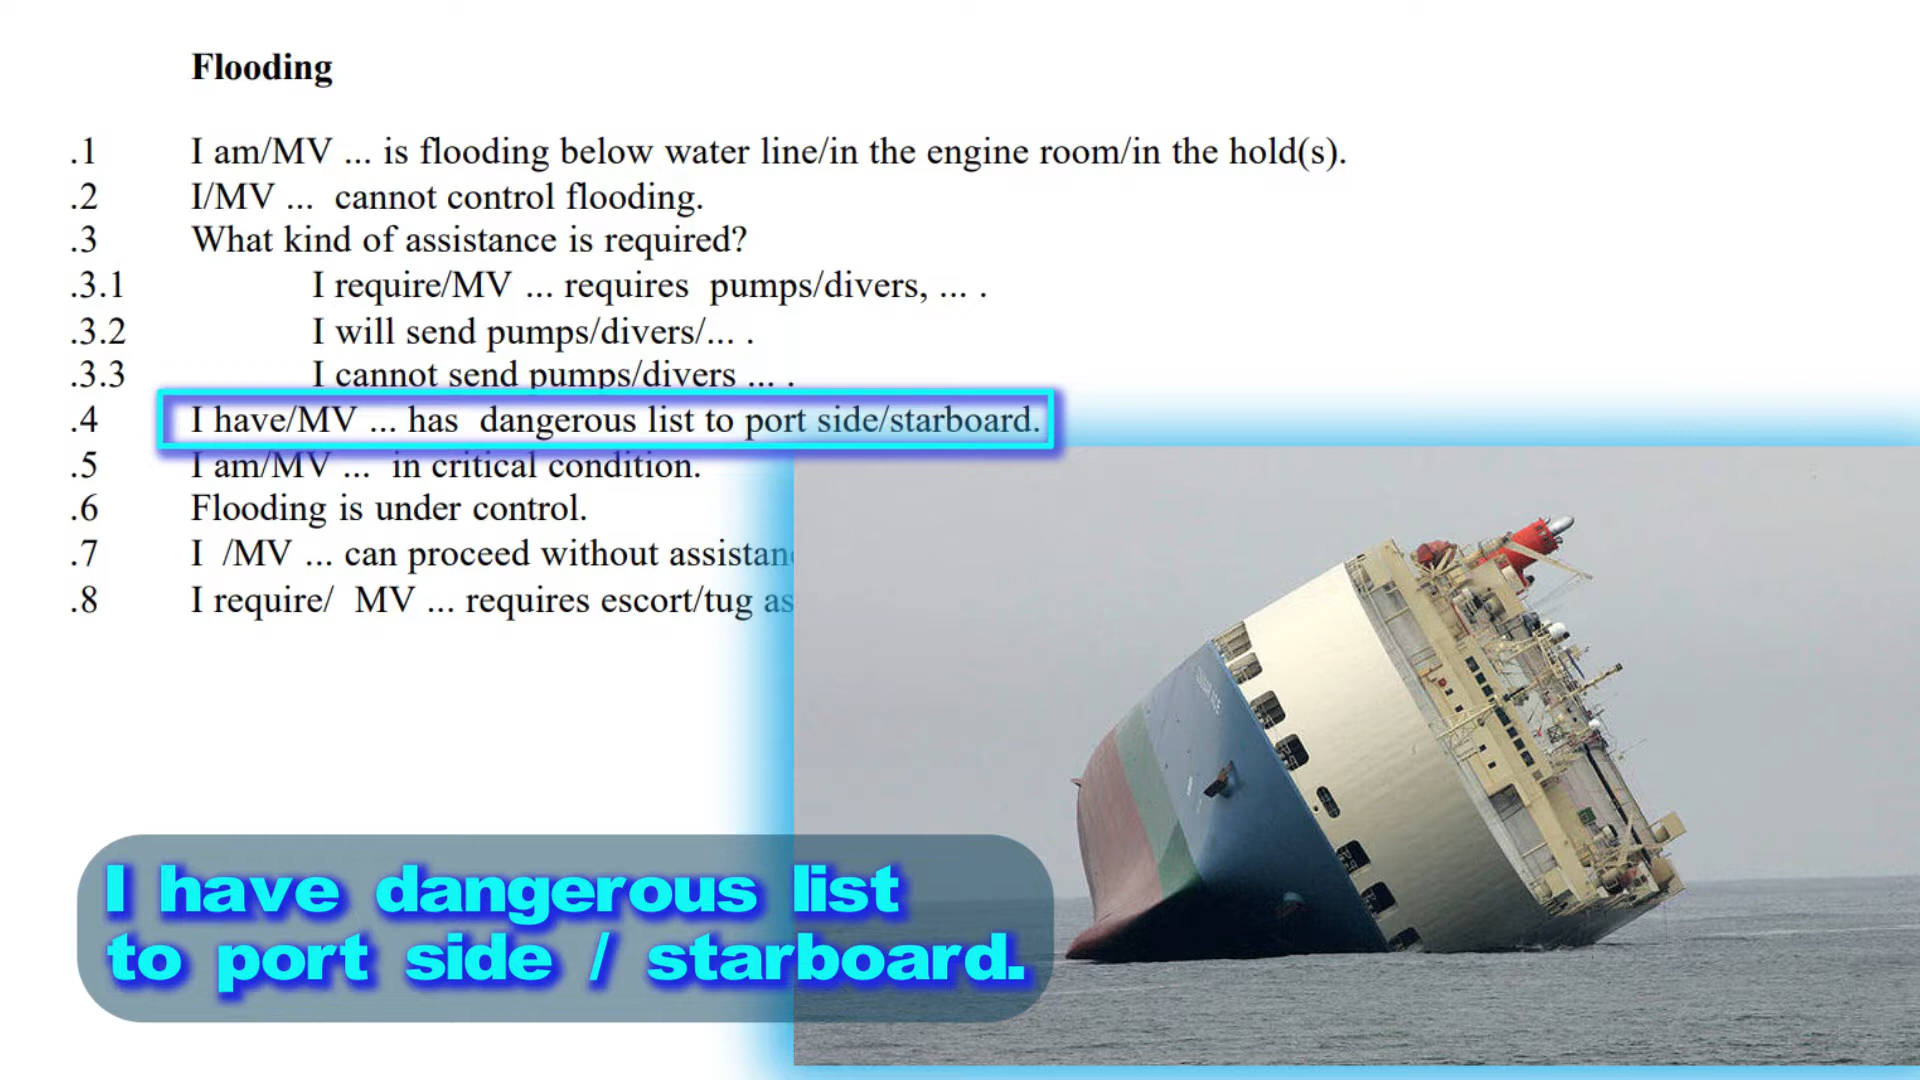 Flooding
.1 I am/MV ... is flooding below water line/in the engine room/in the hold(s).
.2 I/MV ... cannot control flooding.
.3 What kind of assistance is required?
.3.1 I require/MV ... requires pumps/divers, ... .
.3.2 I will send pumps/divers/... .
.3.3 I cannot send pumps/divers ... .
.4 I have/MV ... has dangerous list to port side/starboard.
.5 I am/MV ... in critical condition.
.6 Flooding is under control.
.7 I /MV ... can proceed without
.8 I require/ MV ... requires escort/tug
I have dangerous list
to port side / starboard.